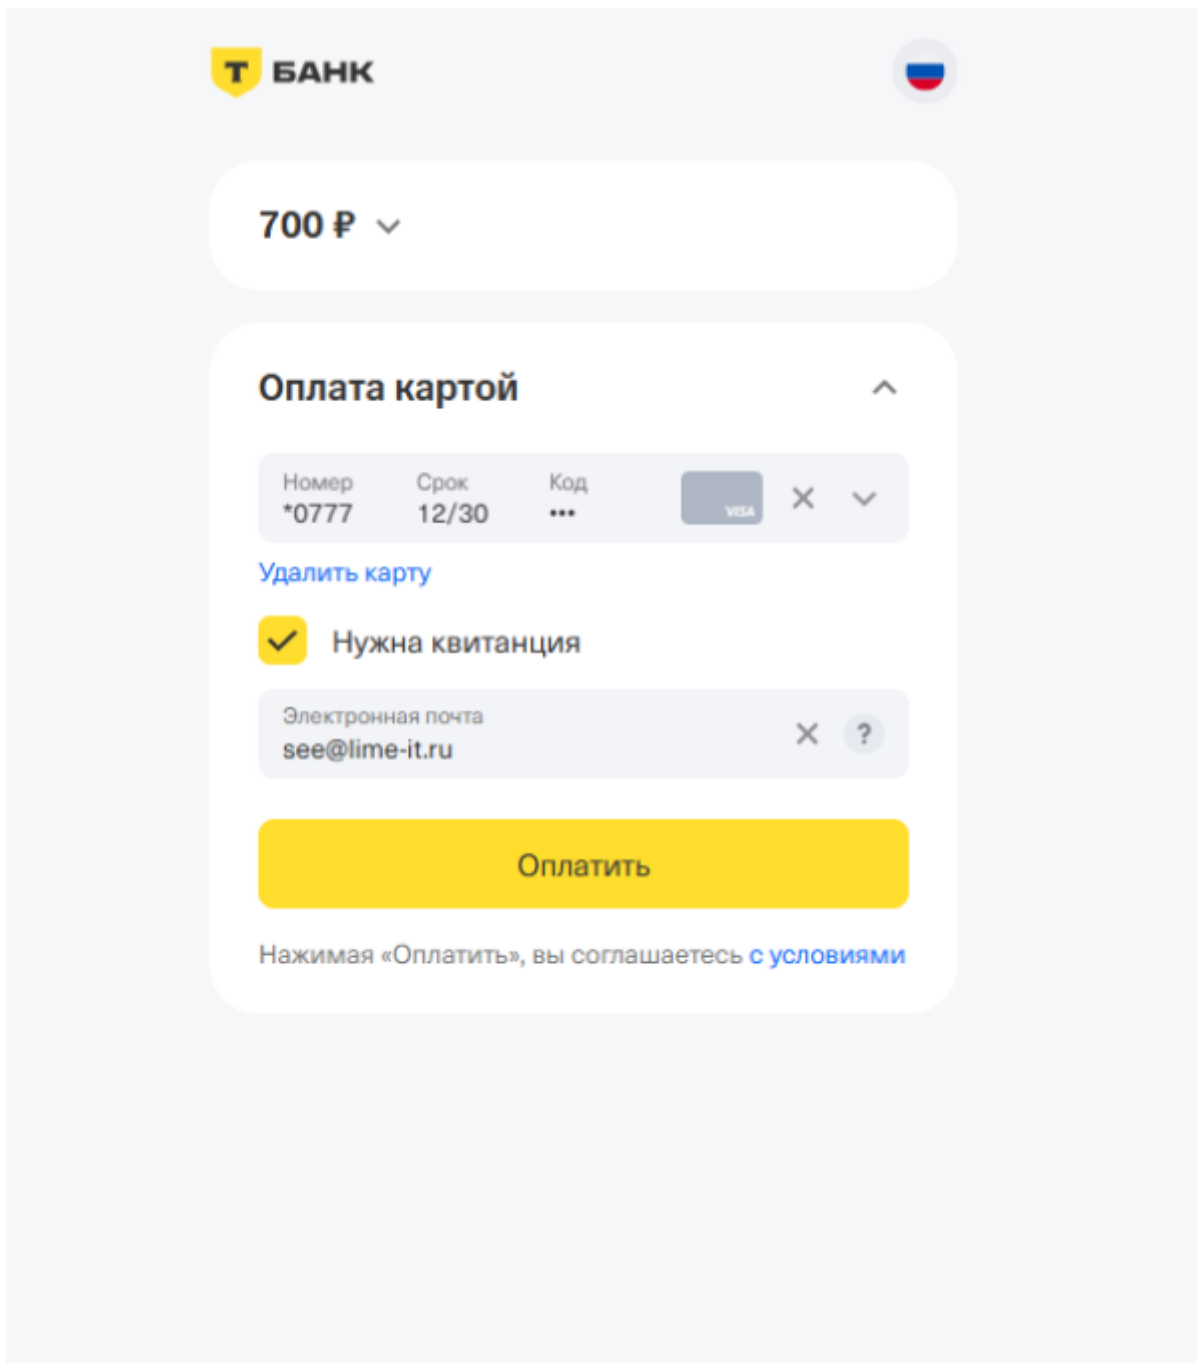 Т БАНК
700 ₽
Оплата картой
Номер Срок Код
*0777 12/30 •••
VISA
Удалить карту
Нужна квитанция
Электронная почта
see@lime-it.ru
?
Оплатить
Нажимая «Оплатить», вы соглашаетесь с условиями